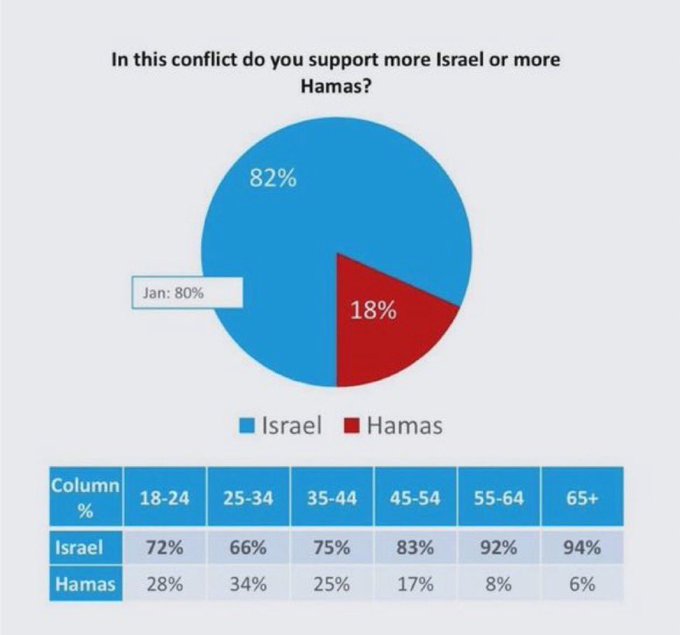 In this conflict do you support more Israel or more
Hamas?
82%
Jan: 80%
18%
Israel Hamas
Column % 18-24 25-34 35-44 45-54 55-64 65+
Israel 72% 66% 75% 83% 92% 94%
Hamas 28% 34% 25% 17% 8% 6%